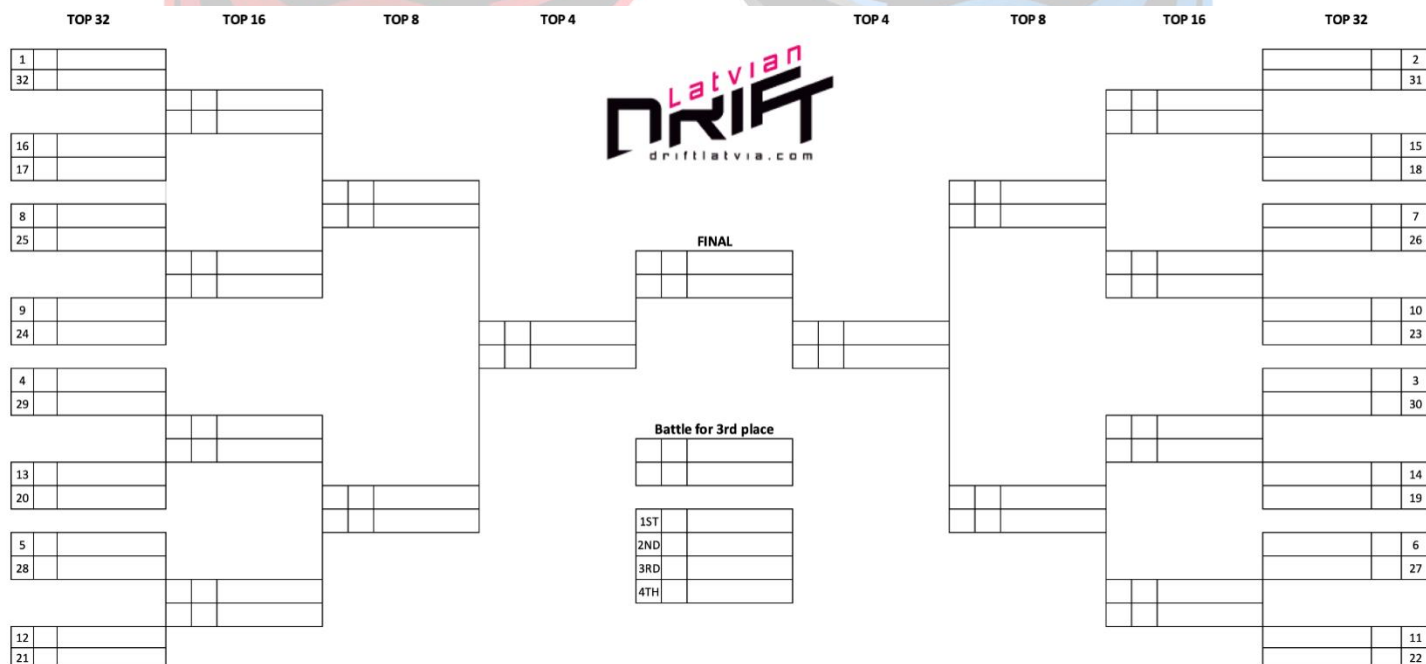 TOP 32 TOP 16 TOP 8 TOP 4 TOP 4 TOP 8 TOP 16 TOP 32
Latvian
DRIFT
driftlatvia.com
1 2
32 31
16 15
17 18
8 7
25 26
FINAL
9 10
24 23
4 3
29 30
Battle for 3rd place
13 14
20 19
1ST
5 2ND 6
28 3RD 27
4TH
12 11
21 22